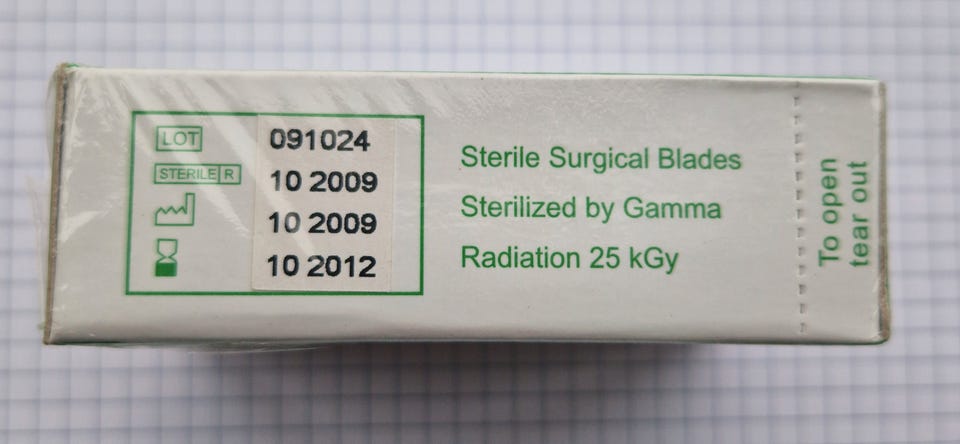 LOT 091024
STERILE R 10 2009
10 2009
10 2012
Sterile Surgical Blades
Sterilized by Gamma
Radiation 25 kGy
To open
tear out